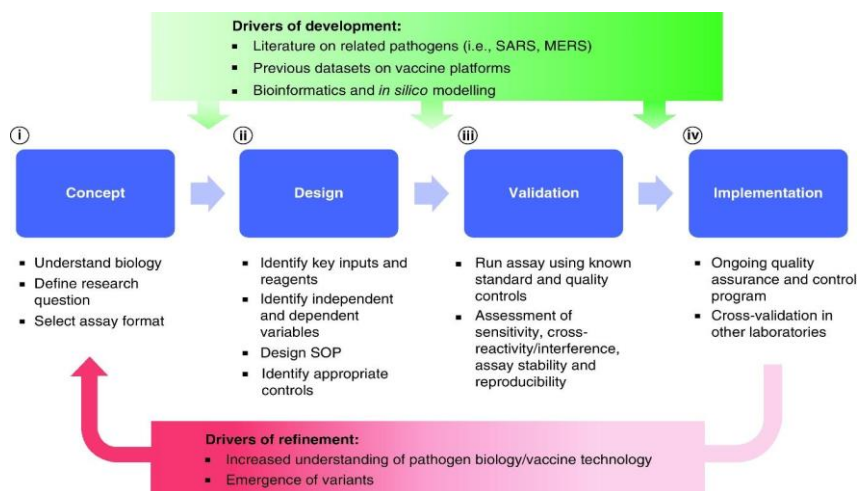 Drivers of development:
▪ Literature on related pathogens (i.e., SARS, MERS)
▪ Previous datasets on vaccine platforms
▪ Bioinformatics and in silico modelling
i
Concept
▪ Understand biology
▪ Define research
question
▪ Select assay format
ii
Design
▪ Identify key inputs and
reagents
▪ Identify independent
and dependent
variables
▪ Design SOP
▪ Identify appropriate
controls
iii
Validation
▪ Run assay using known
standard and quality
controls
▪ Assessment of
sensitivity, cross-
reactivity/interference,
assay stability and
reproducibility
iv
Implementation
▪ Ongoing quality
assurance and control
program
▪ Cross-validation in
other laboratories
Drivers of refinement:
▪ Increased understanding of pathogen biology/vaccine technology
▪ Emergence of variants